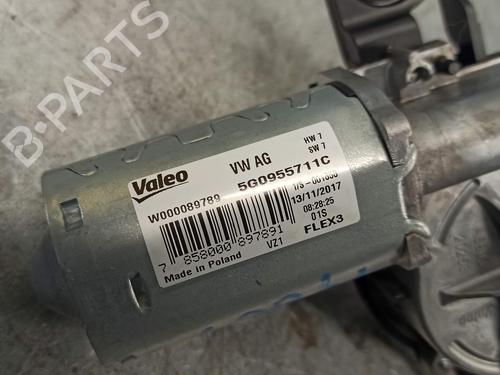 B-Parts
Valeo
VW AG
HW 7
SW 7
W000089789
5G0955711C
13/11/2017
08:28:25
01S
FLEX3
7 858000 897891
VZ1
Made in Poland